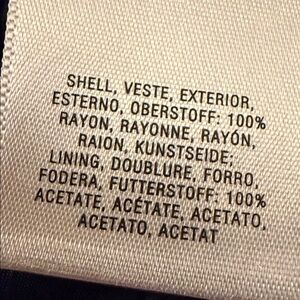 SHELL, VESTE, EXTERIOR,
ESTERNO, OBERSTOFF: 100%
RAYON, RAYONNE, RAYÓN,
RAION, KUNSTSEIDE;
LINING, DOUBLURE, FORRO,
FODERA, FUTTERSTOFF: 100%
ACETATE, ACÉTATE, ACETATO,
ACETATO, ACETAT